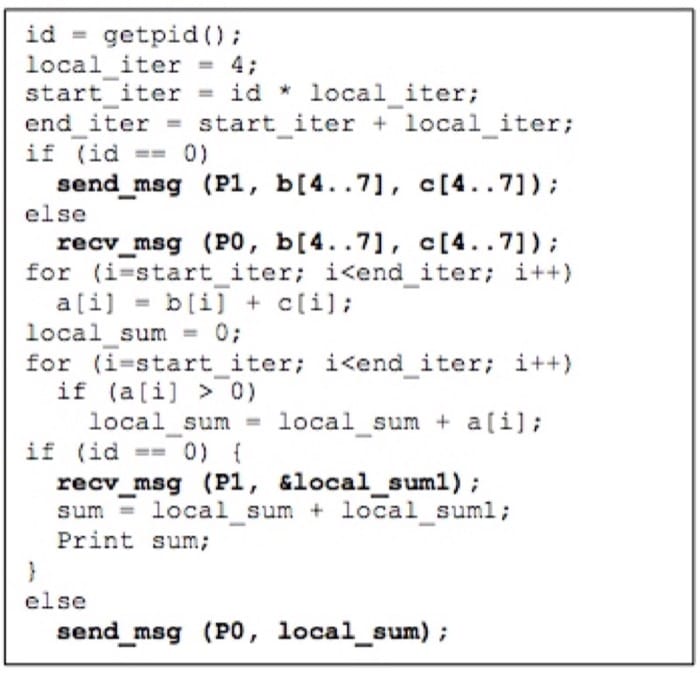 id = getpid();
local_iter = 4;
start_iter = id * local_iter;
end_iter = start_iter + local_iter;
if (id == 0)
send_msg (P1, b[4..7], c[4..7]);
else
recv_msg (P0, b[4..7], c[4..7]);
for (i=start_iter; i<end_iter; i++)
a[i] = b[i] + c[i];
local_sum = 0;
for (i=start_iter; i<end_iter; i++)
if (a[i] > 0)
local_sum = local_sum + a[i];
if (id == 0) {
recv_msg (P1, &local_sum1);
sum = local_sum + local_sum1;
Print sum;
}
else
send_msg (P0, local_sum);